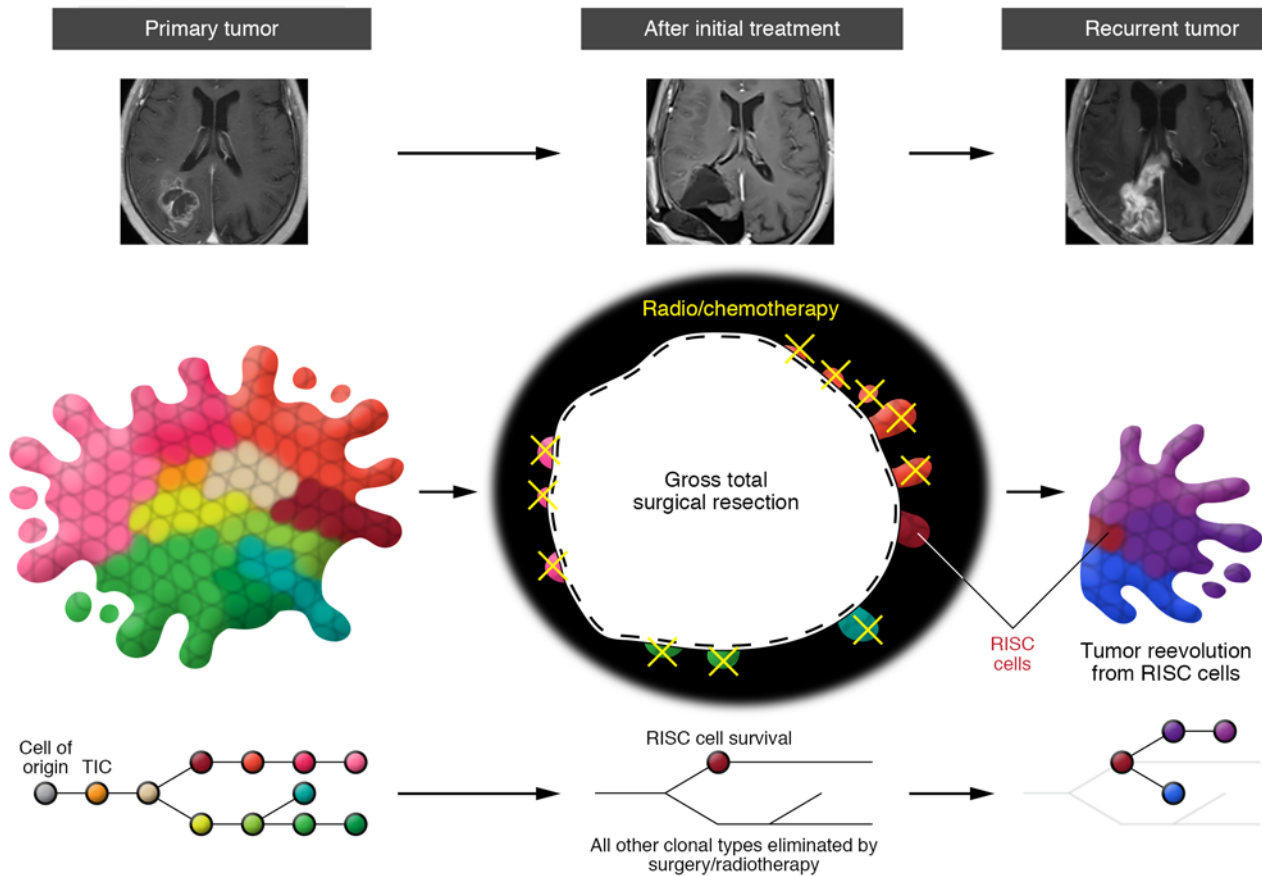 Primary tumor
After initial treatment
Recurrent tumor
Radio/chemotherapy
Gross total
surgical resection
RISC
cells
Tumor reevolution
from RISC cells
Cell of
origin
TIC
RISC cell survival
All other clonal types eliminated by
surgery/radiotherapy